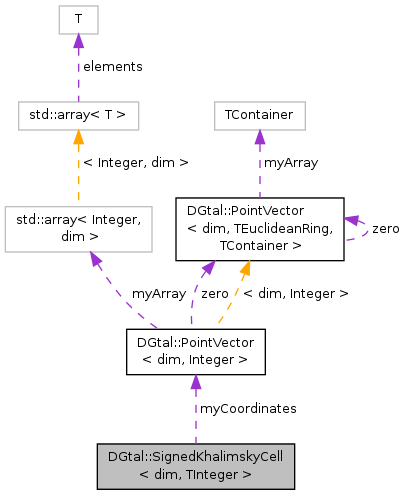 T
elements
std::array< T >
TContainer
< Integer, dim >
myArray
std::array< Integer,
dim >
DGtal::PointVector
< dim, TEuclideanRing,
TContainer >
zero
myArray
zero
< dim, Integer >
DGtal::PointVector
< dim, Integer >
myCoordinates
DGtal::SignedKhalimskyCell
< dim, TInteger >